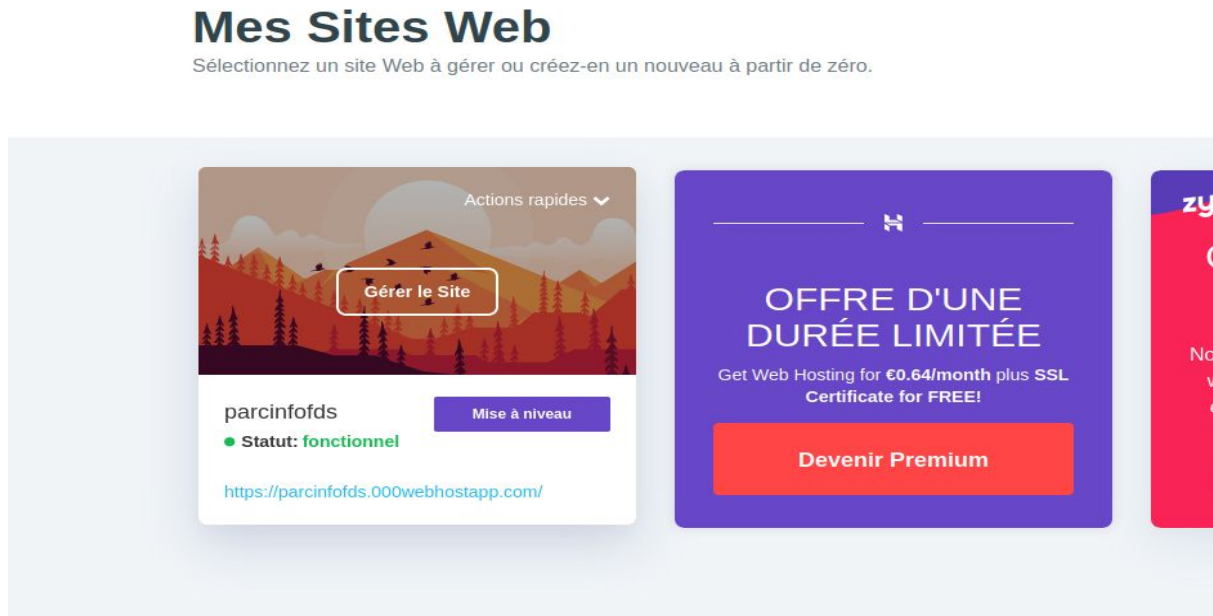 Mes Sites Web
Sélectionnez un site Web à gérer ou créez-en un nouveau à partir de zéro.
Actions rapides
Gérer le Site
parcinfofds
Mise à niveau
Statut: fonctionnel
https://parcinfofds.000webhostapp.com/
OFFRE D'UNE
DURÉE LIMITÉE
Get Web Hosting for €0.64/month plus SSL
Certificate for FREE!
Devenir Premium